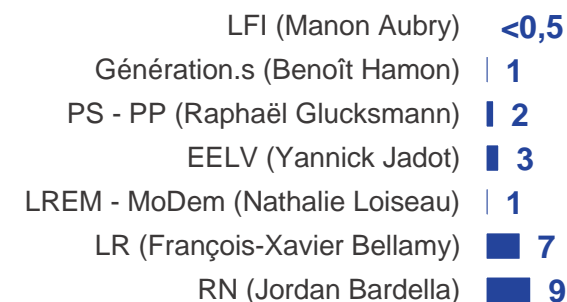 LFI (Manon Aubry) <0,5
Génération.s (Benoît Hamon) 1
PS - PP (Raphaël Glucksmann) 2
EELV (Yannick Jadot) 3
LREM - MoDem (Nathalie Loiseau) 1
LR (François-Xavier Bellamy) 7
RN (Jordan Bardella) 9